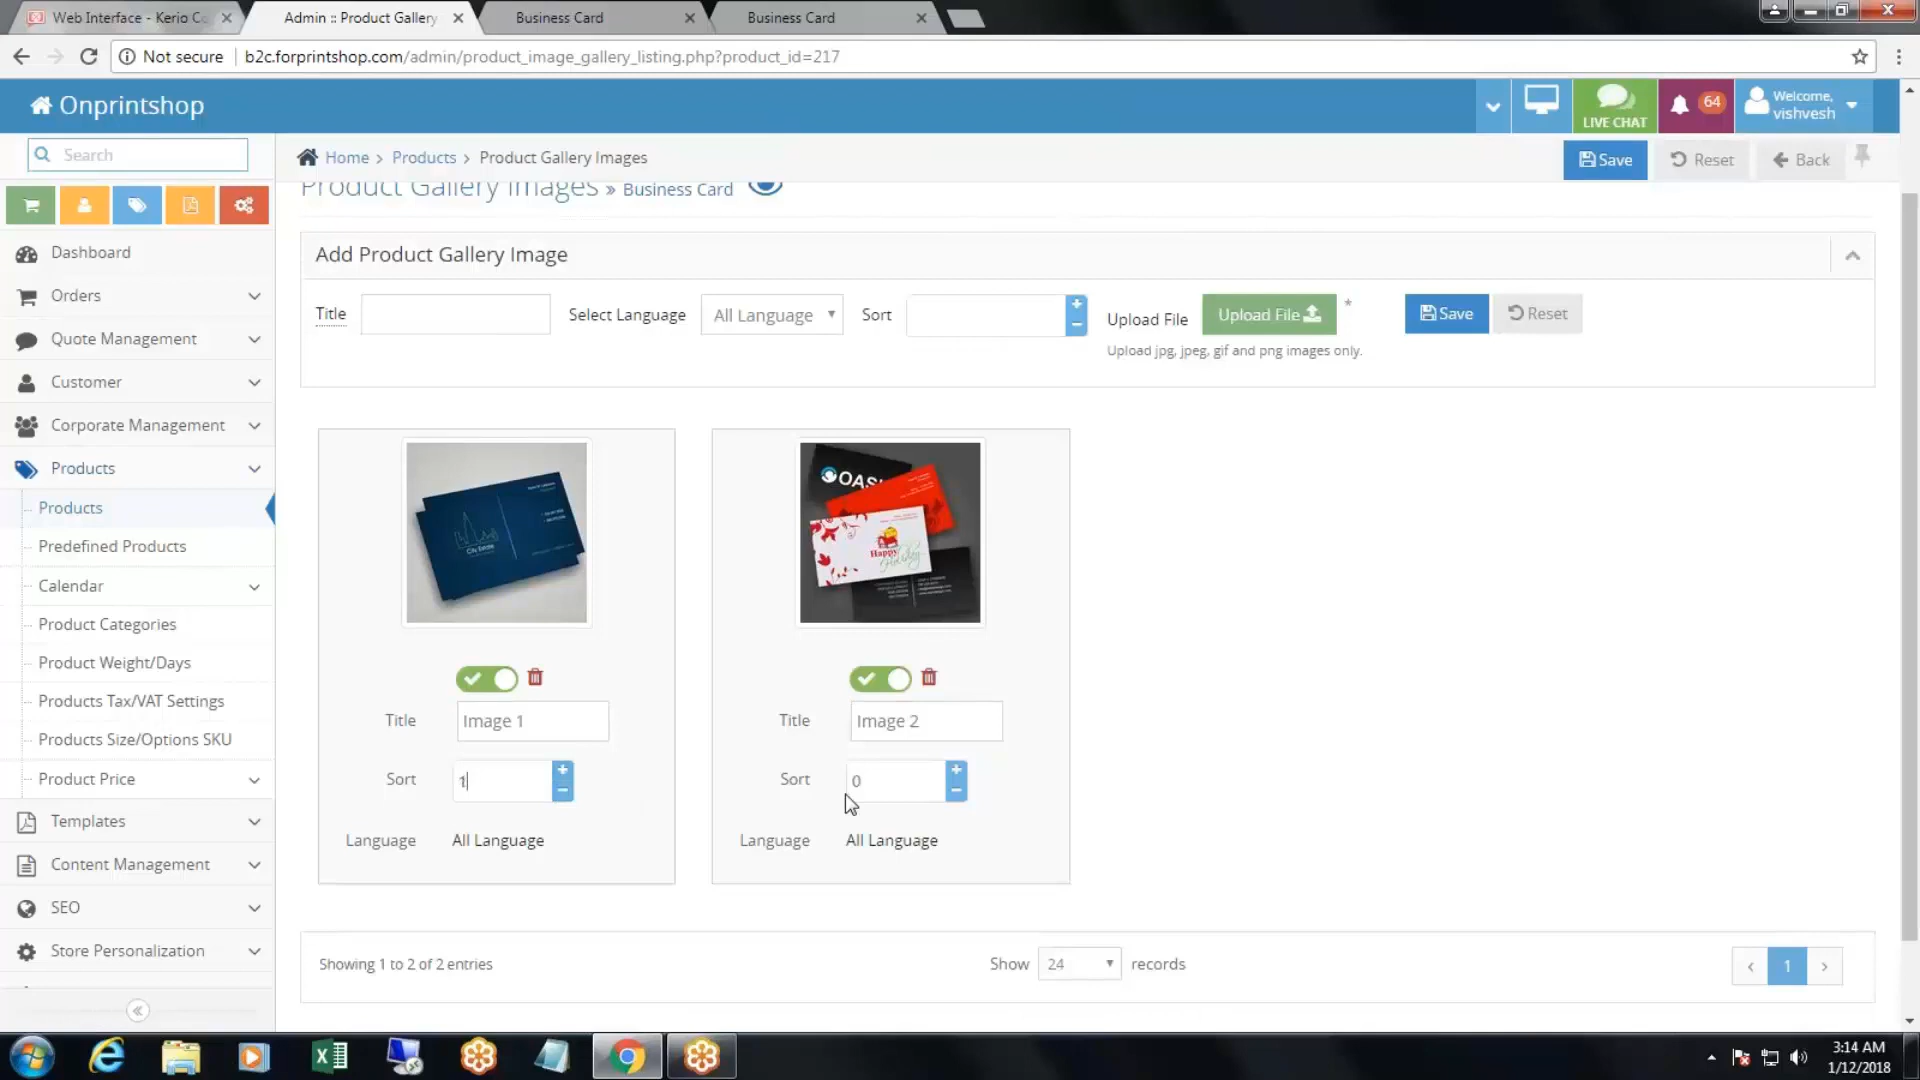 Web Interface - Kerio Co
Admin :: Product Gallery
Business Card
Business Card
Not secure
b2c.forprintshop.com/admin/product_image_gallery_listing.php?product_id=217
Onprintshop
LIVE CHAT
64
Welcome,
vishvesh
Search
Home > Products > Product Gallery Images
Save
Reset
Back
Product Gallery Images » Business Card
Add Product Gallery Image
Title
Select Language
All Language
Sort
Upload File
Upload File
*
Save
Reset
Upload jpg, jpeg, gif and png images only.
Dashboard
Orders
Quote Management
Customer
Corporate Management
Products
Products
Predefined Products
Calendar
Product Categories
Product Weight/Days
Products Tax/VAT Settings
Products Size/Options SKU
Product Price
Templates
Content Management
SEO
Store Personalization
City Estate
OASI
Happy
Holiday
Title Image 1
Sort 1
Language All Language
Title Image 2
Sort 0
Language All Language
Showing 1 to 2 of 2 entries
Show 24 records
1
3:14 AM
1/12/2018